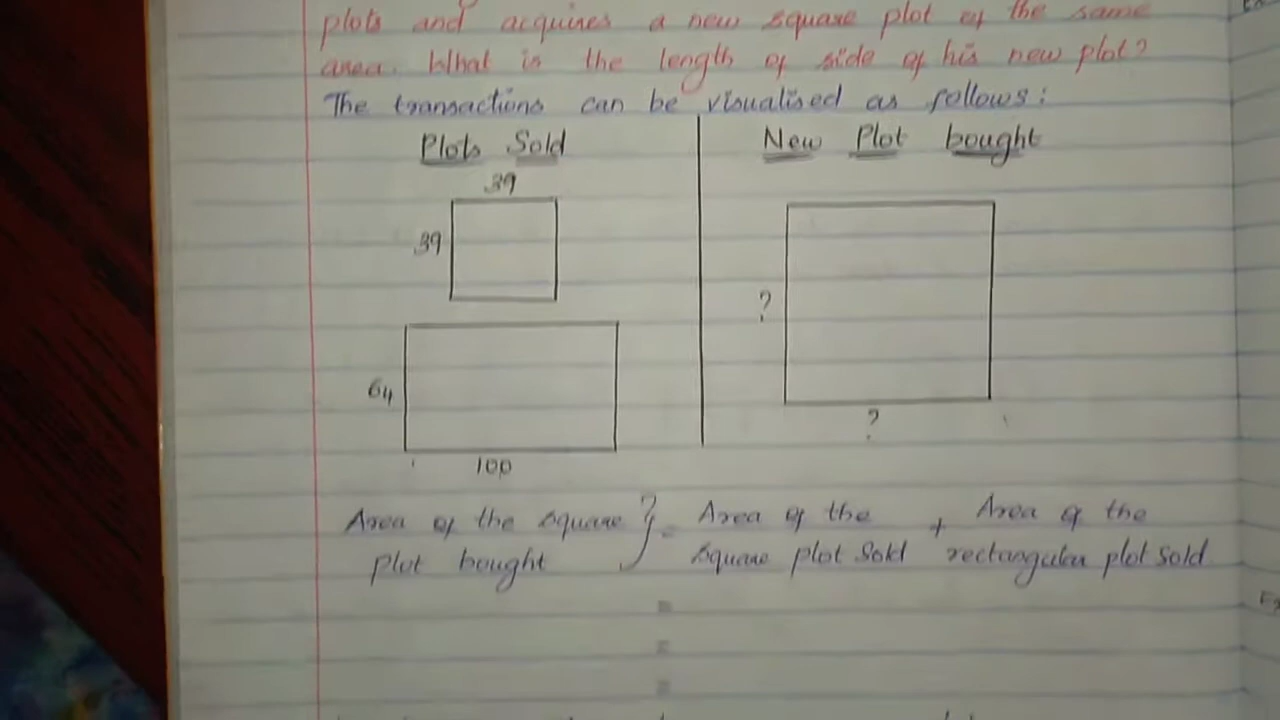 plots and acquires a new square plot of the same
area. What is the length of side of his new plot?
The transactions can be visualised as follows:
Plots Sold
New Plot bought
39
39
64
100
?
?
Area of the square } = Area of the + Area of the
plot bought square plot sold rectangular plot sold
=
=
=